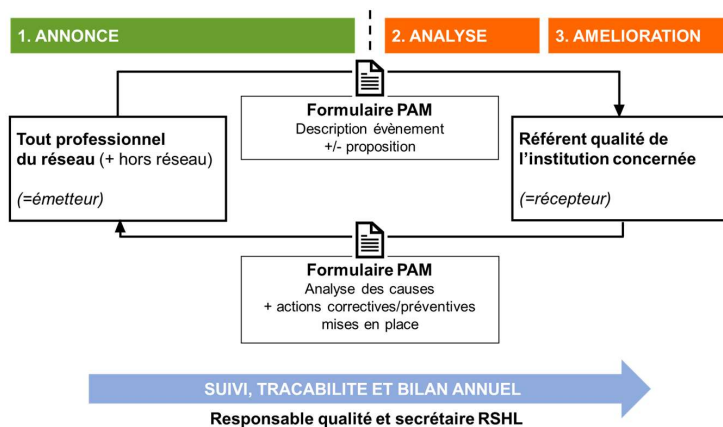 1. ANNONCE
2. ANALYSE
3. AMELIORATION
Formulaire PAM
Description évènement
+/- proposition
Tout professionnel
du réseau (+ hors réseau)
(=émetteur)
Référent qualité de
l'institution concernée
(=récepteur)
Formulaire PAM
Analyse des causes
+ actions correctives/préventives
mises en place
SUIVI, TRACABILITE ET BILAN ANNUEL
Responsable qualité et secrétaire RSHL